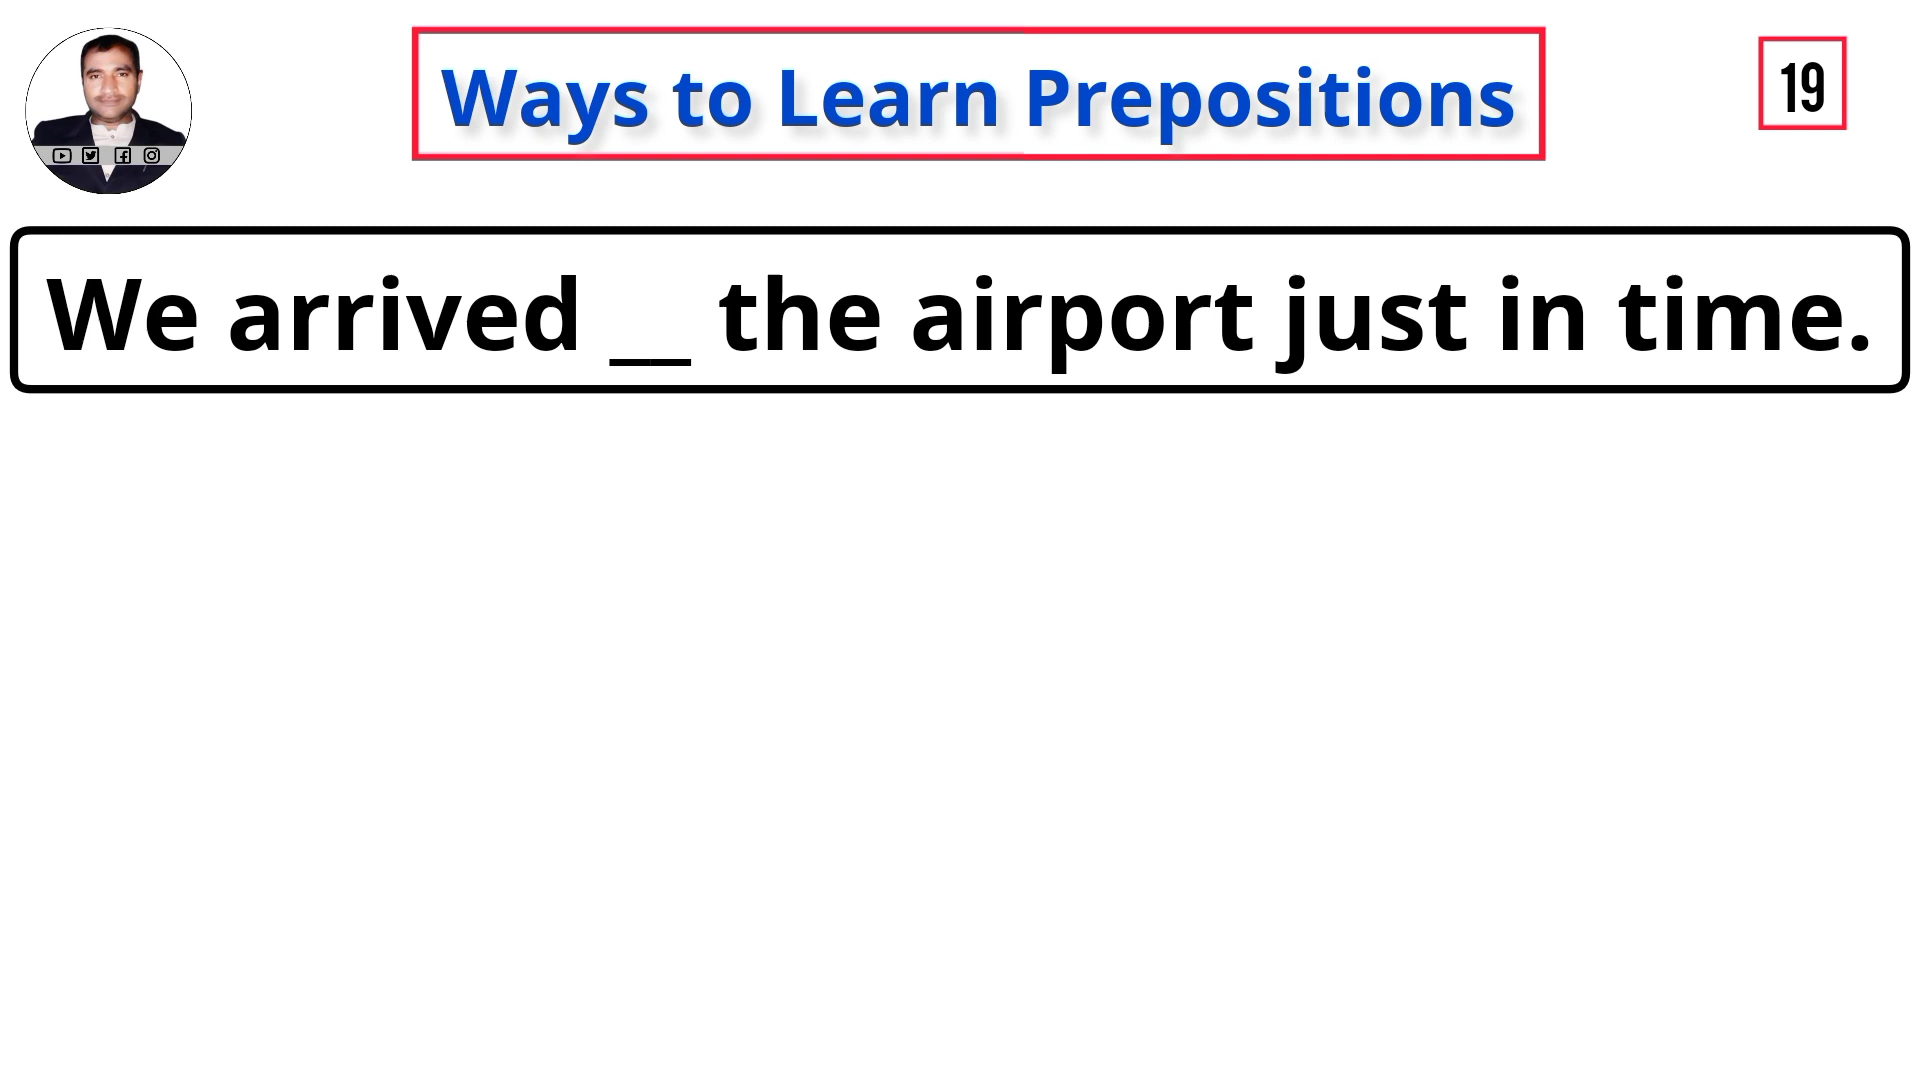 Ways to Learn Prepositions
19
We arrived __ the airport just in time.